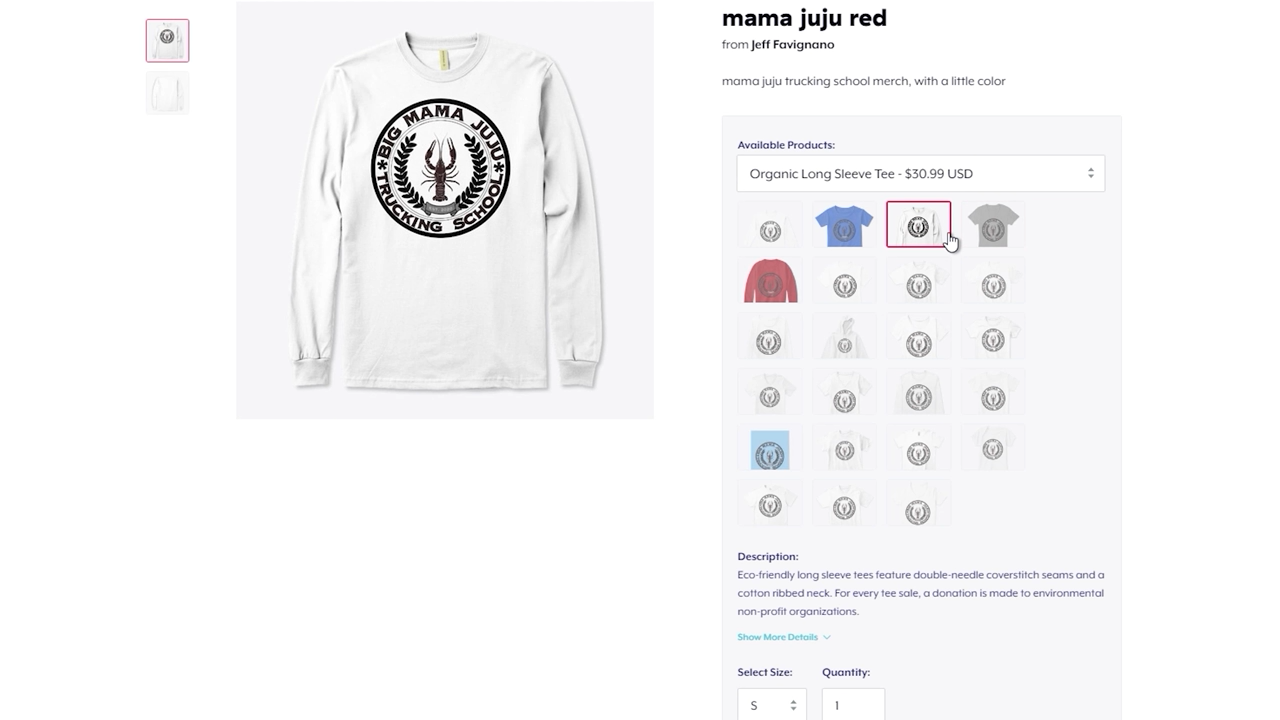 mama juju red
from Jeff Favignano
mama juju trucking school merch, with a little color
BIG MAMA JUJU
TRUCKING SCHOOL
Available Products:
Organic Long Sleeve Tee - $30.99 USD
Description:
Eco-friendly long sleeve tees feature double-needle coverstitch seams and a
cotton ribbed neck. For every tee sale, a donation is made to environmental
non-profit organizations.
Show More Details
Select Size:
Quantity:
S
1